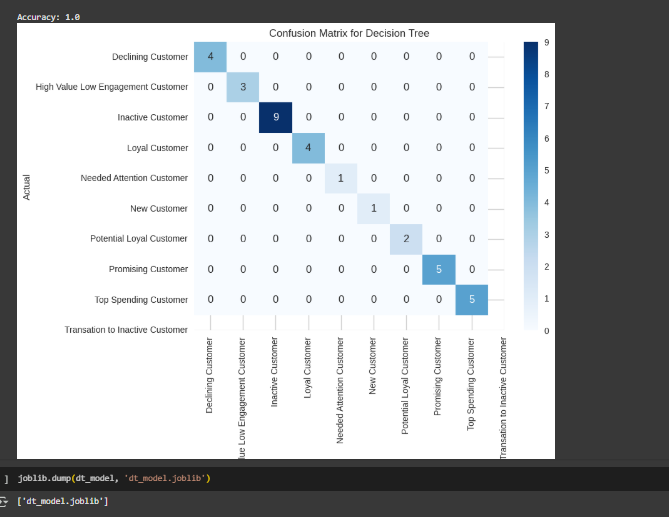 Accuracy: 1.0
Confusion Matrix for Decision Tree
Declining Customer 4 0 0 0 0 0 0 0 0
High Value Low Engagement Customer 0 3 0 0 0 0 0 0 0
Inactive Customer 0 0 9 0 0 0 0 0 0
Loyal Customer 0 0 0 4 0 0 0 0 0
Needed Attention Customer 0 0 0 0 1 0 0 0 0
New Customer 0 0 0 0 0 1 0 0 0
Potential Loyal Customer 0 0 0 0 0 0 2 0 0
Promising Customer 0 0 0 0 0 0 0 5 0
Top Spending Customer 0 0 0 0 0 0 0 0 5
Transation to Inactive Customer
Actual
Declining Customer
lue Low Engagement Customer
Inactive Customer
Loyal Customer
Needed Attention Customer
New Customer
Potential Loyal Customer
Promising Customer
Top Spending Customer
Transation to Inactive Customer
9
8
7
6
5
4
3
2
1
0
] joblib.dump(dt_model, 'dt_model.joblib')
['dt_model.joblib']